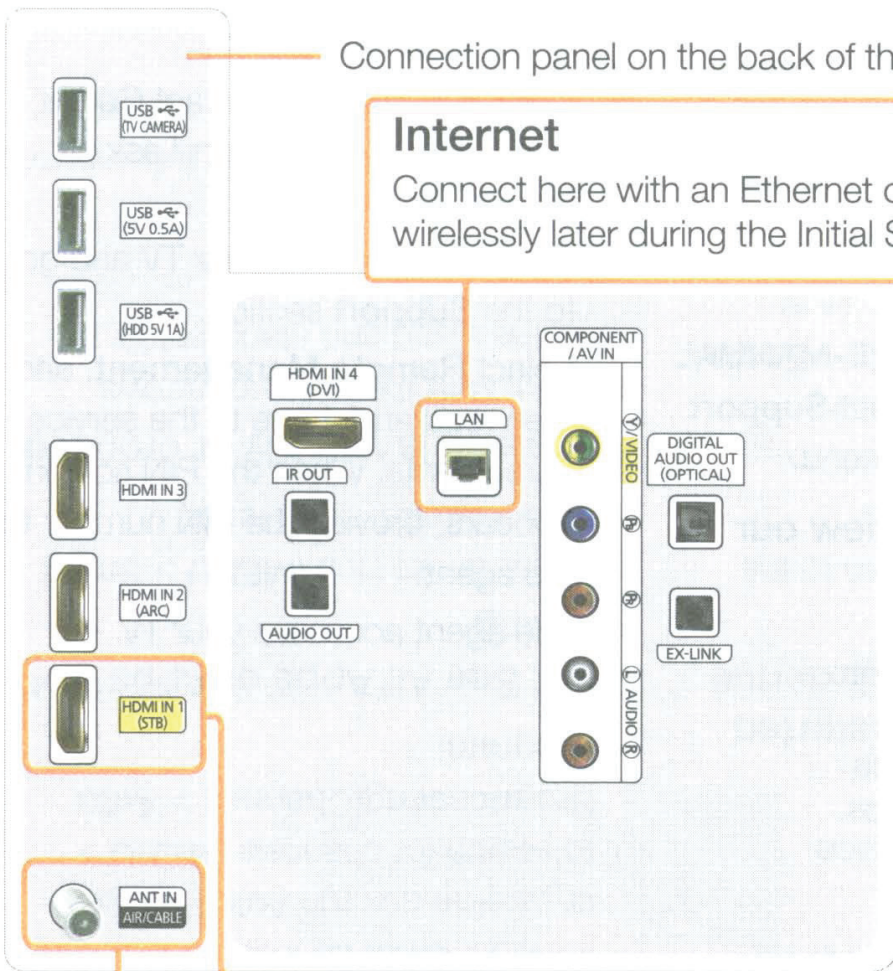 Connection panel on the back of th
Internet
Connect here with an Ethernet c
wirelessly later during the Initial S
USB
(TV CAMERA)
USB
(5V 0.5A)
USB
(HDD 5V 1A)
HDMI IN 3
HDMI IN 2
(ARC)
HDMI IN 1
(STB)
ANT IN
AIR/CABLE
HDMI IN 4
(DVI)
IR OUT
AUDIO OUT
LAN
COMPONENT
/ AV IN
Y/VIDEO
PB
PR
L AUDIO R
DIGITAL
AUDIO OUT
(OPTICAL)
EX-LINK